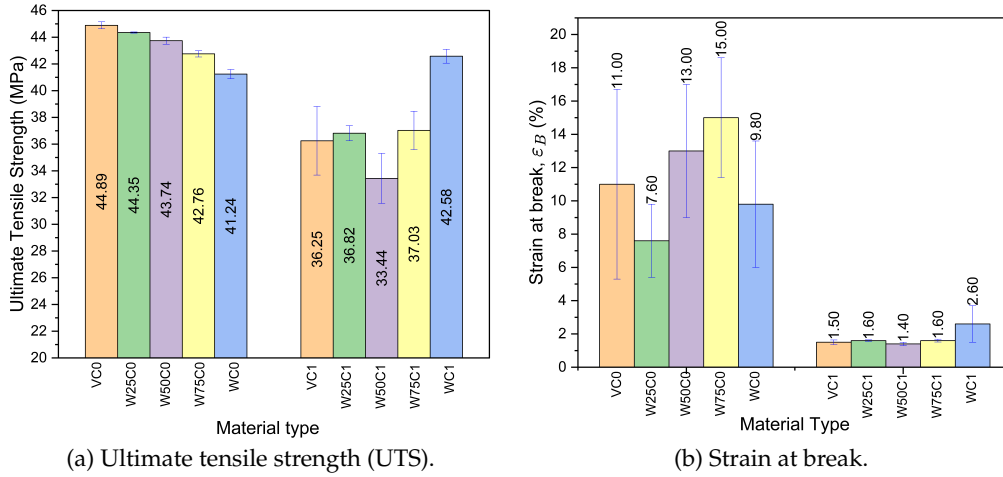 Ultimate Tensile Strength (MPa)
46
44
42
40
38
36
34
32
30
28
26
24
22
20
44.89
44.35
43.74
42.76
41.24
36.25
36.82
33.44
37.03
42.58
VC0
W25C0
W50C0
W75C0
WC0
VC1
W25C1
W50C1
W75C1
WC1
Material type
(a) Ultimate tensile strength (UTS).
Strain at break, ε_B (%)
18
16
14
12
10
8
6
4
2
0
11.00
7.60
13.00
15.00
9.80
1.50
1.60
1.40
1.60
2.60
VC0
W25C0
W50C0
W75C0
WC0
VC1
W25C1
W50C1
W75C1
WC1
Material Type
(b) Strain at break.